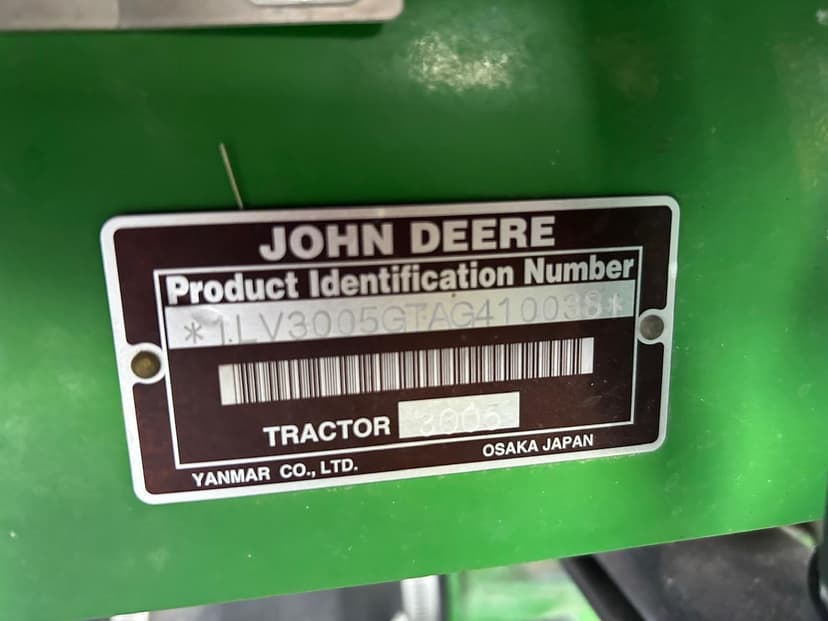 JOHN DEERE
Product Identification Number
*1LV3005GTAG410038*
TRACTOR 3005
YANMAR CO., LTD. OSAKA JAPAN